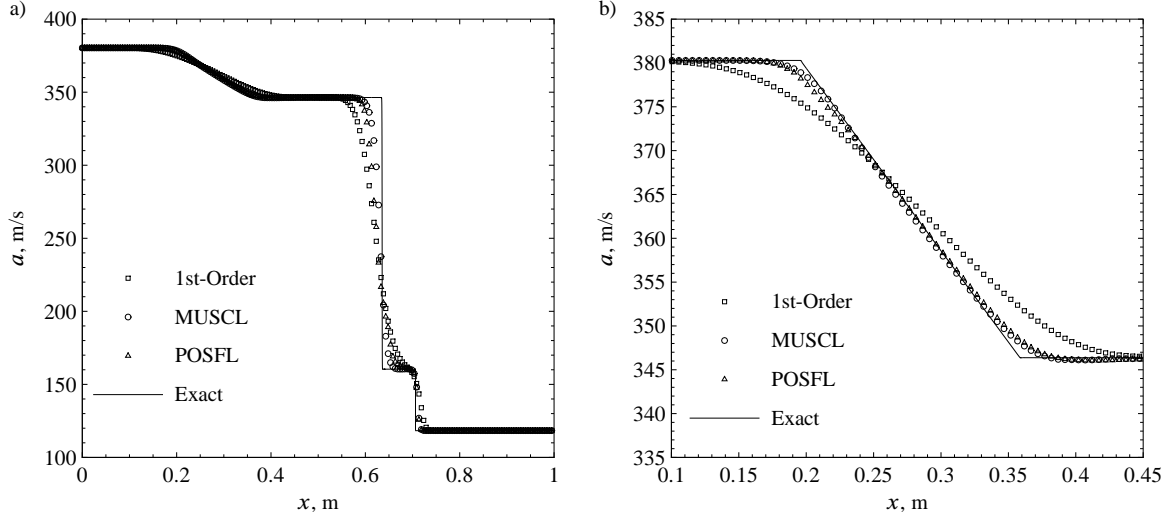 a)
400
350
300
250
200
150
100
a, m/s
1st-Order
MUSCL
POSFL
Exact
0
0.2
0.4
0.6
0.8
1
x, m
b)
385
380
375
370
365
360
355
350
345
340
335
a, m/s
1st-Order
MUSCL
POSFL
Exact
0.1
0.15
0.2
0.25
0.3
0.35
0.4
0.45
x, m